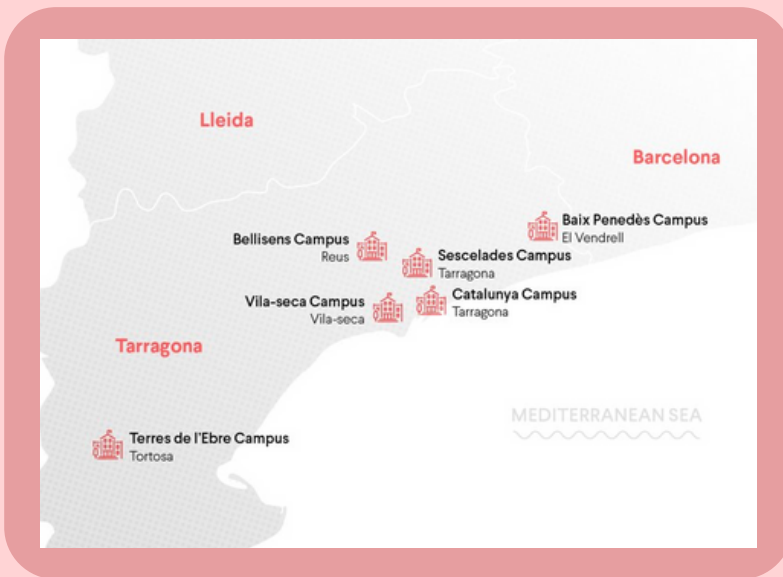 Lleida
Barcelona
Baix Penedès Campus
El Vendrell
Bellisens Campus
Reus
Sescelades Campus
Tarragona
Catalunya Campus
Tarragona
Vila-seca Campus
Vila-seca
Tarragona
MEDITERRANEAN SEA
Terres de l'Ebre Campus
Tortosa